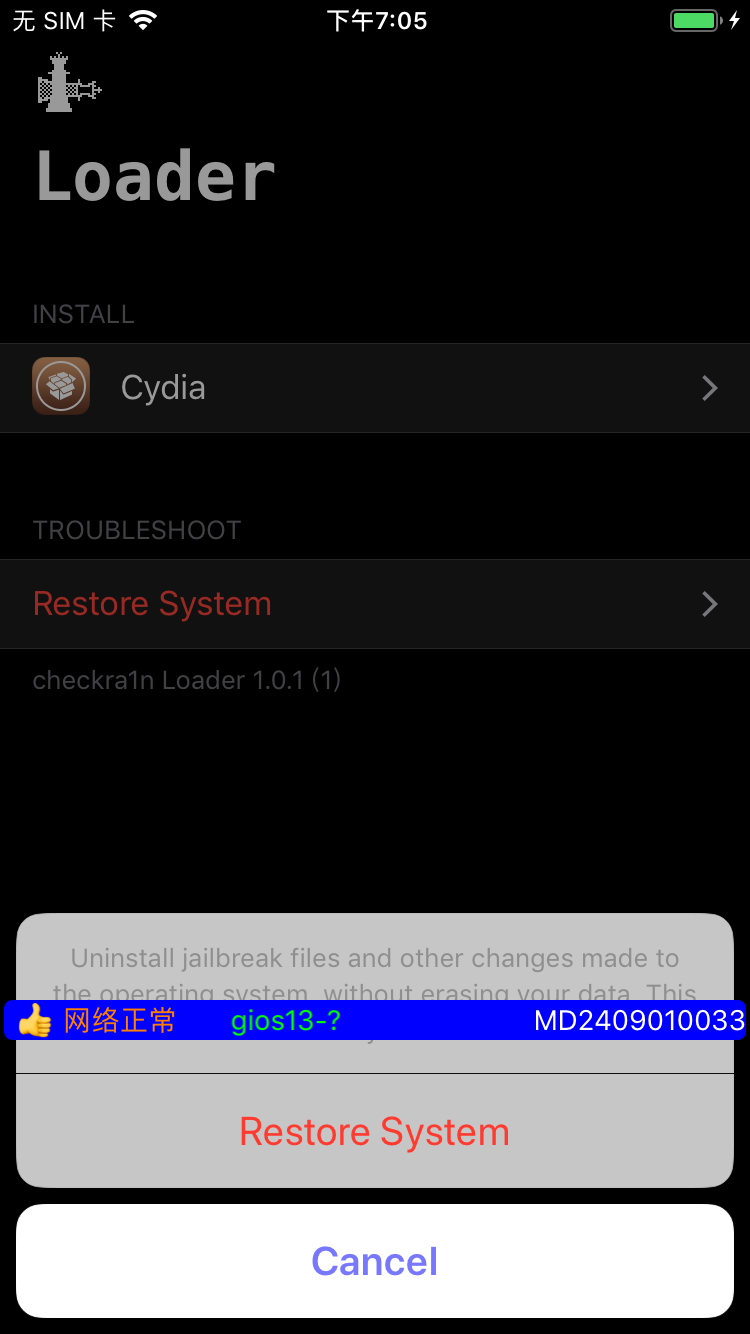 无 SIM 卡
下午7:05
Loader
INSTALL
Cydia
TROUBLESHOOT
Restore System
checkra1n Loader 1.0.1 (1)
Uninstall jailbreak files and other changes made to
the operating system, without erasing your data. This
👍 网络正常 gios13-? MD2409010033
Restore System
Cancel